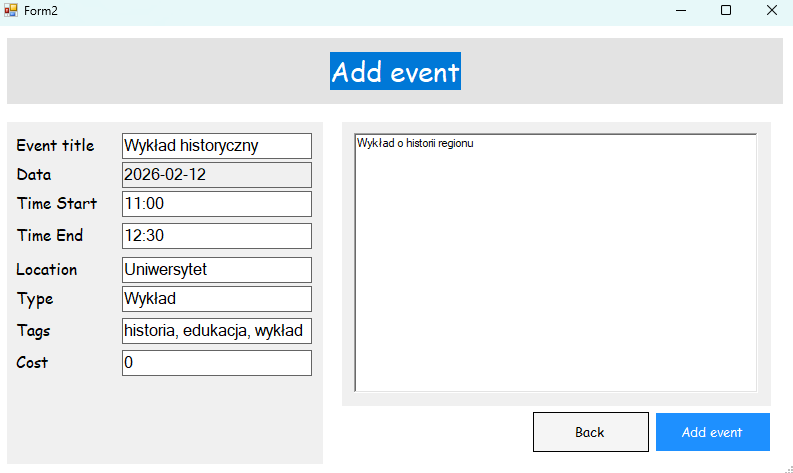 Form2
Add event
Event title Wykład historyczny
Data 2026-02-12
Time Start 11:00
Time End 12:30
Location Uniwersytet
Type Wykład
Tags historia, edukacja, wykład
Cost 0
Wykład o historii regionu
Back Add event